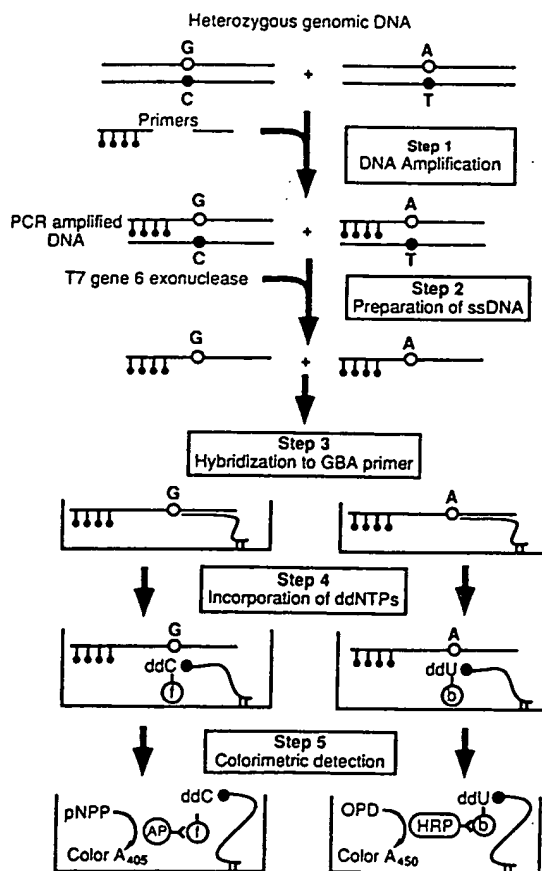 Heterozygous genomic DNA
G A
+
C T
Primers
Step 1
DNA Amplification
G A
PCR amplified
DNA
+
C T
T7 gene 6 exonuclease
Step 2
Preparation of ssDNA
G A
+
Step 3
Hybridization to GBA primer
G A
Step 4
Incorporation of ddNTPs
G A
ddC ddU
f b
Step 5
Colorimetric detection
ddC ddU
pNPP AP f OPD HRP b
Color A405 Color A450